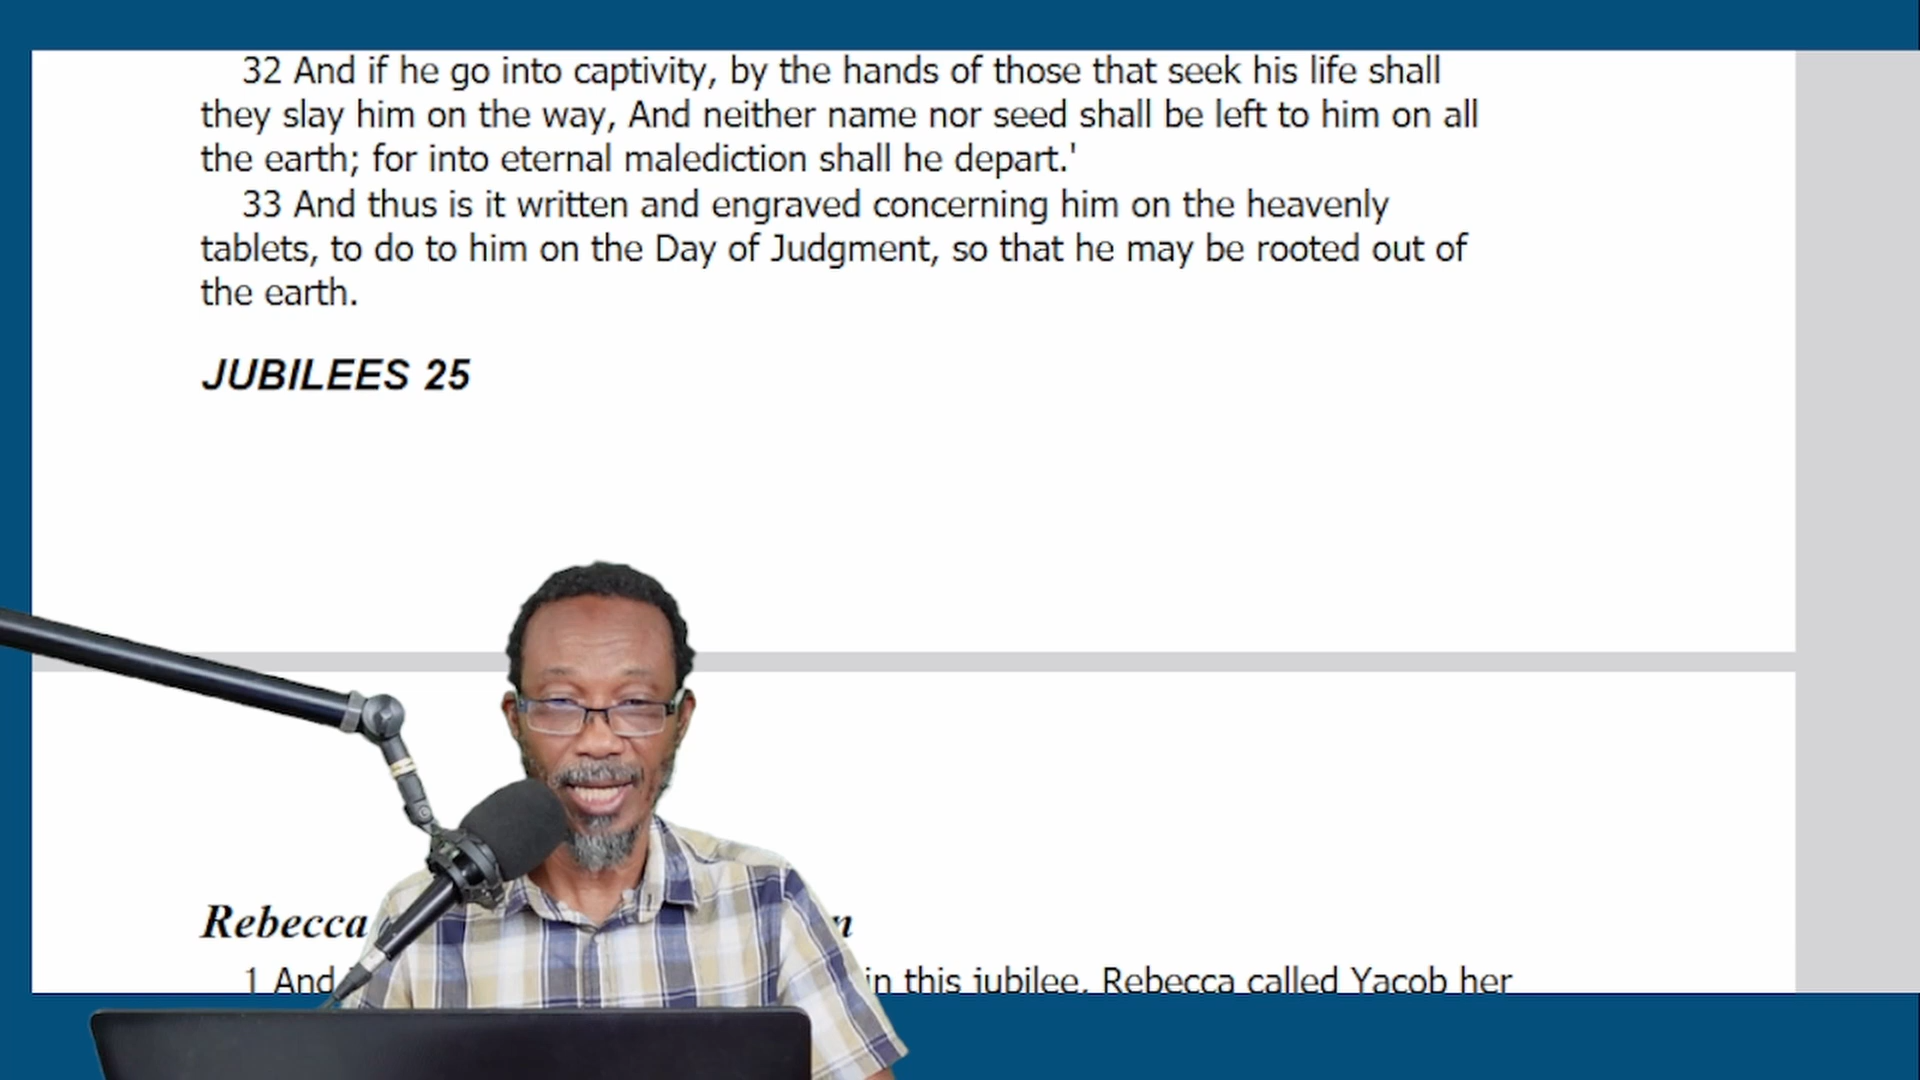 32 And if he go into captivity, by the hands of those that seek his life shall
they slay him on the way, And neither name nor seed shall be left to him on all
the earth; for into eternal malediction shall he depart.'
33 And thus is it written and engraved concerning him on the heavenly
tablets, to do to him on the Day of Judgment, so that he may be rooted out of
the earth.
JUBILEES 25
Rebecca
1 And in this jubilee, Rebecca called Yacob her